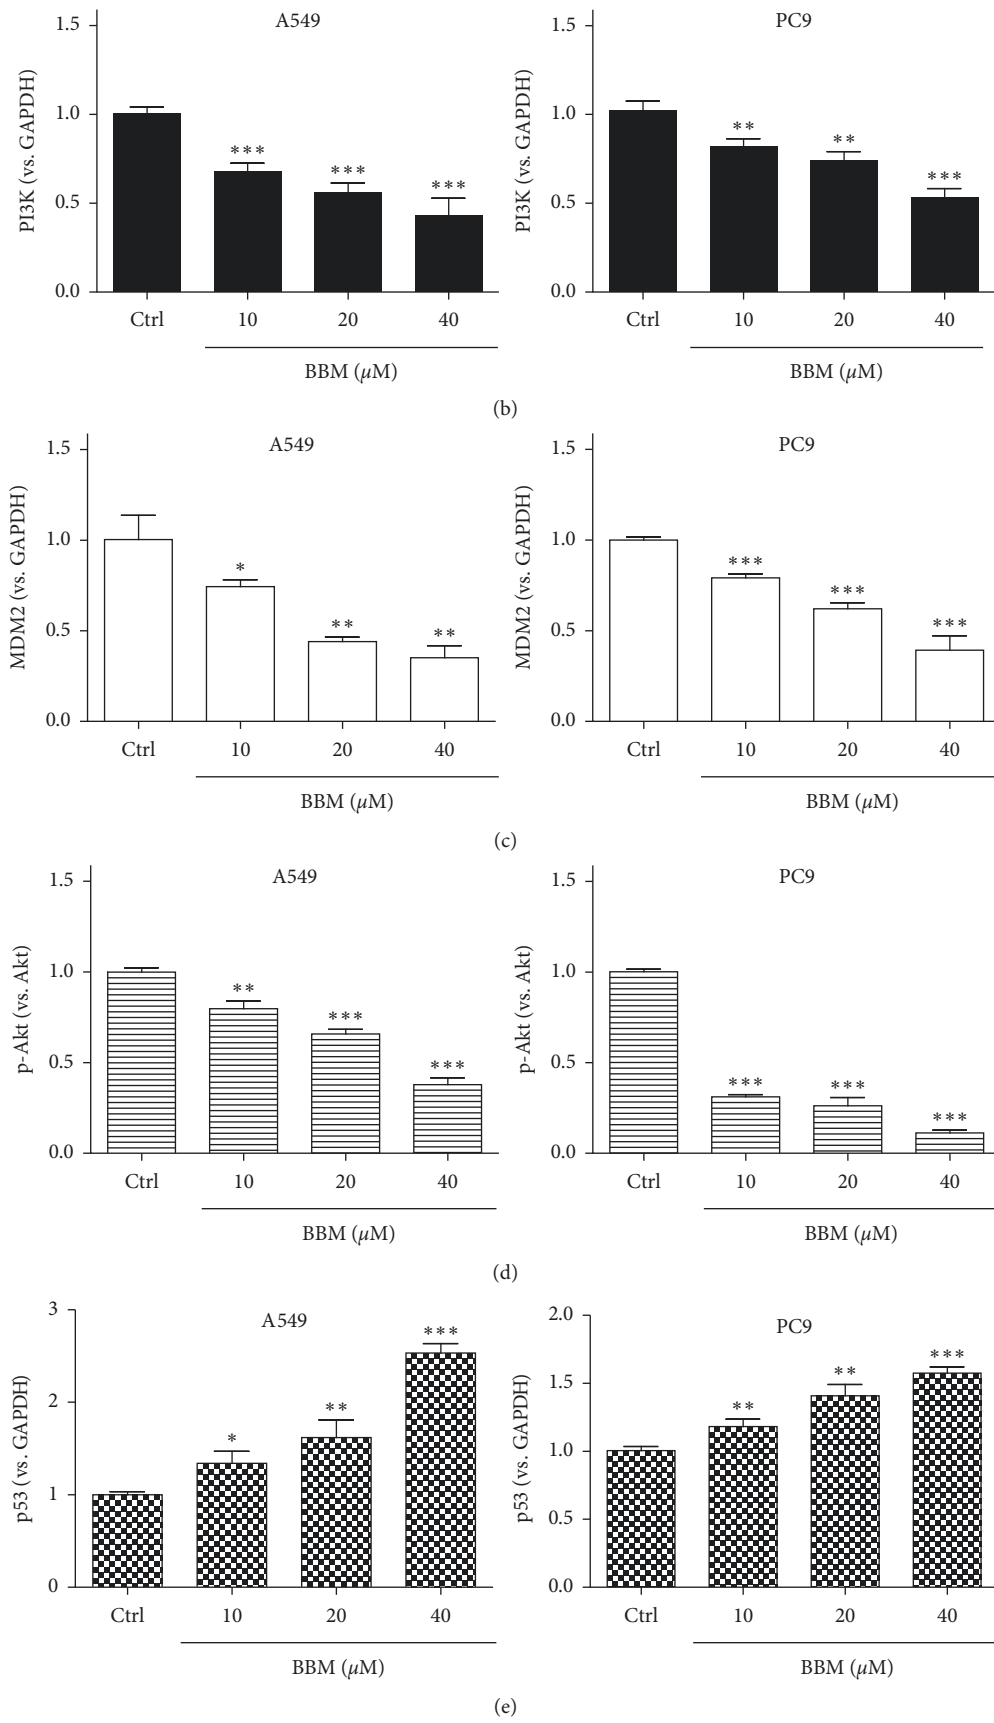 A549
PI3K (vs. GAPDH)
1.5
1.0
0.5
0.0
***
***
***
Ctrl
10
20
40
BBM (μM)
PC9
PI3K (vs. GAPDH)
1.5
1.0
0.5
0.0
**
**
***
Ctrl
10
20
40
BBM (μM)
(b)
A549
MDM2 (vs. GAPDH)
1.5
1.0
0.5
0.0
*
**
**
Ctrl
10
20
40
BBM (μM)
PC9
MDM2 (vs. GAPDH)
1.5
1.0
0.5
0.0
***
***
***
Ctrl
10
20
40
BBM (μM)
(c)
A549
p-Akt (vs. Akt)
1.5
1.0
0.5
0.0
**
***
***
Ctrl
10
20
40
BBM (μM)
PC9
p-Akt (vs. Akt)
1.5
1.0
0.5
0.0
***
***
***
Ctrl
10
20
40
BBM (μM)
(d)
A549
p53 (vs. GAPDH)
3
2
1
0
*
**
***
Ctrl
10
20
40
BBM (μM)
PC9
p53 (vs. GAPDH)
2.0
1.5
1.0
0.5
0.0
**
**
***
Ctrl
10
20
40
BBM (μM)
(e)